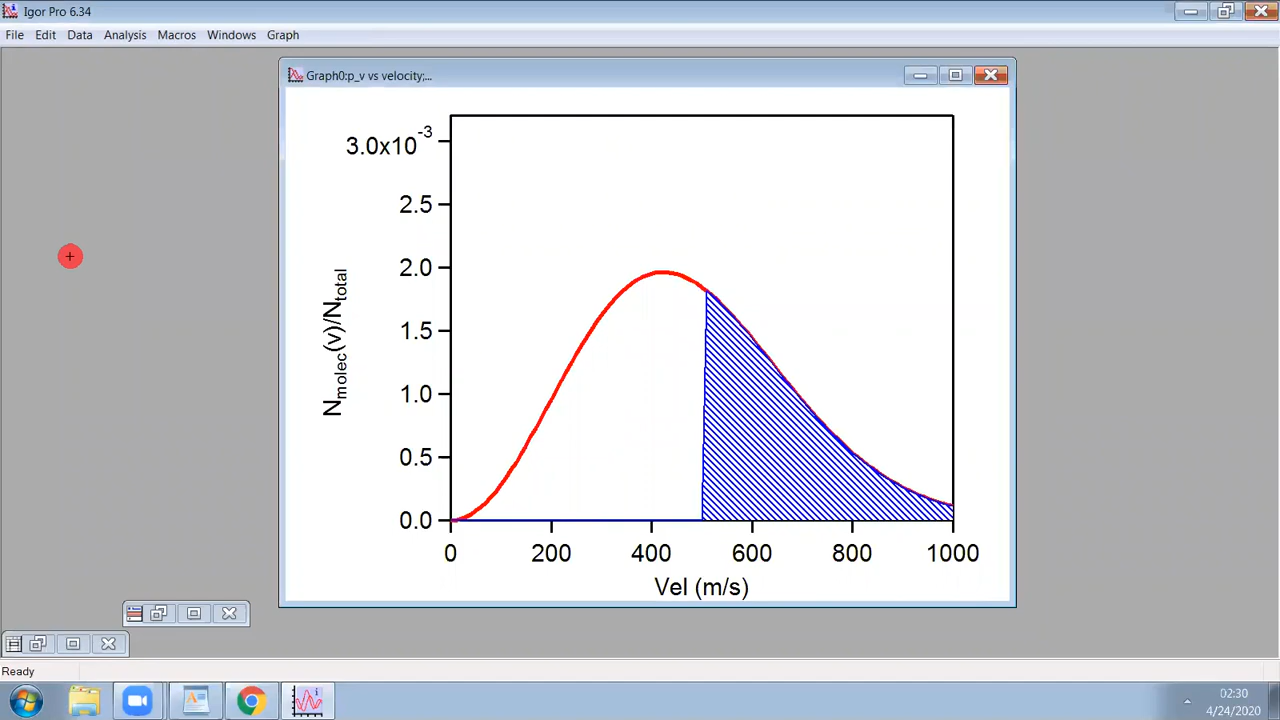 Igor Pro 6.34
File Edit Data Analysis Macros Windows Graph
Graph0:p_v vs velocity;...
3.0x10-3
2.5
2.0
1.5
1.0
0.5
0.0
Nmolec(v)/Ntotal
0 200 400 600 800 1000
Vel (m/s)
Ready
02:30
4/24/2020